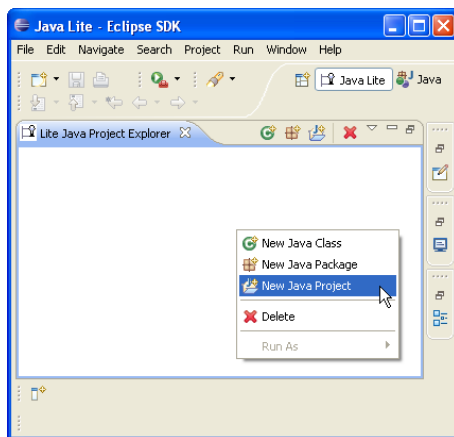 Java Lite - Eclipse SDK
File Edit Navigate Search Project Run Window Help
Java Lite Java
Lite Java Project Explorer
New Java Class
New Java Package
New Java Project
Delete
Run As